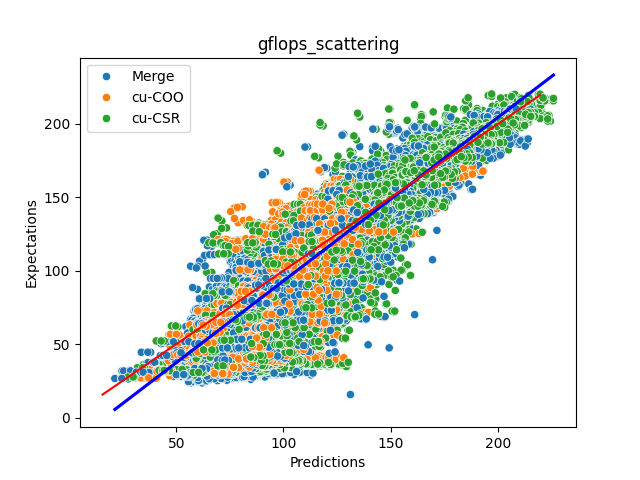 gflops_scattering
Merge
cu-COO
cu-CSR
Expectations
200
150
100
50
0
50 100 150 200
Predictions